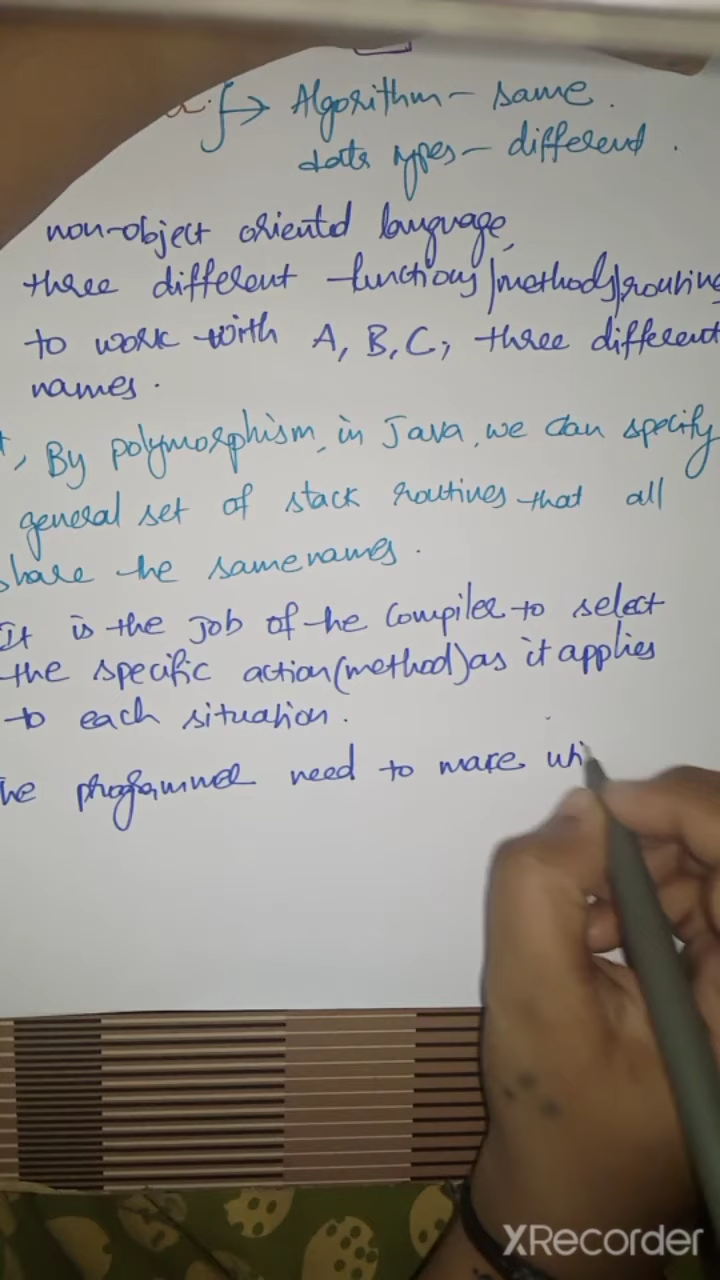 } → Algorithm - same.
data types - different.
non-object oriented language,
three different functions/methods/routine
to work with A, B, C, three different
names.
, By polymorphism, in Java, we can specify
general set of stack routines that all
share the same names.
It is the Job of the Compiler to select
the specific action(method) as it applies
to each situation.
he programmer need to make whi
XRecorder